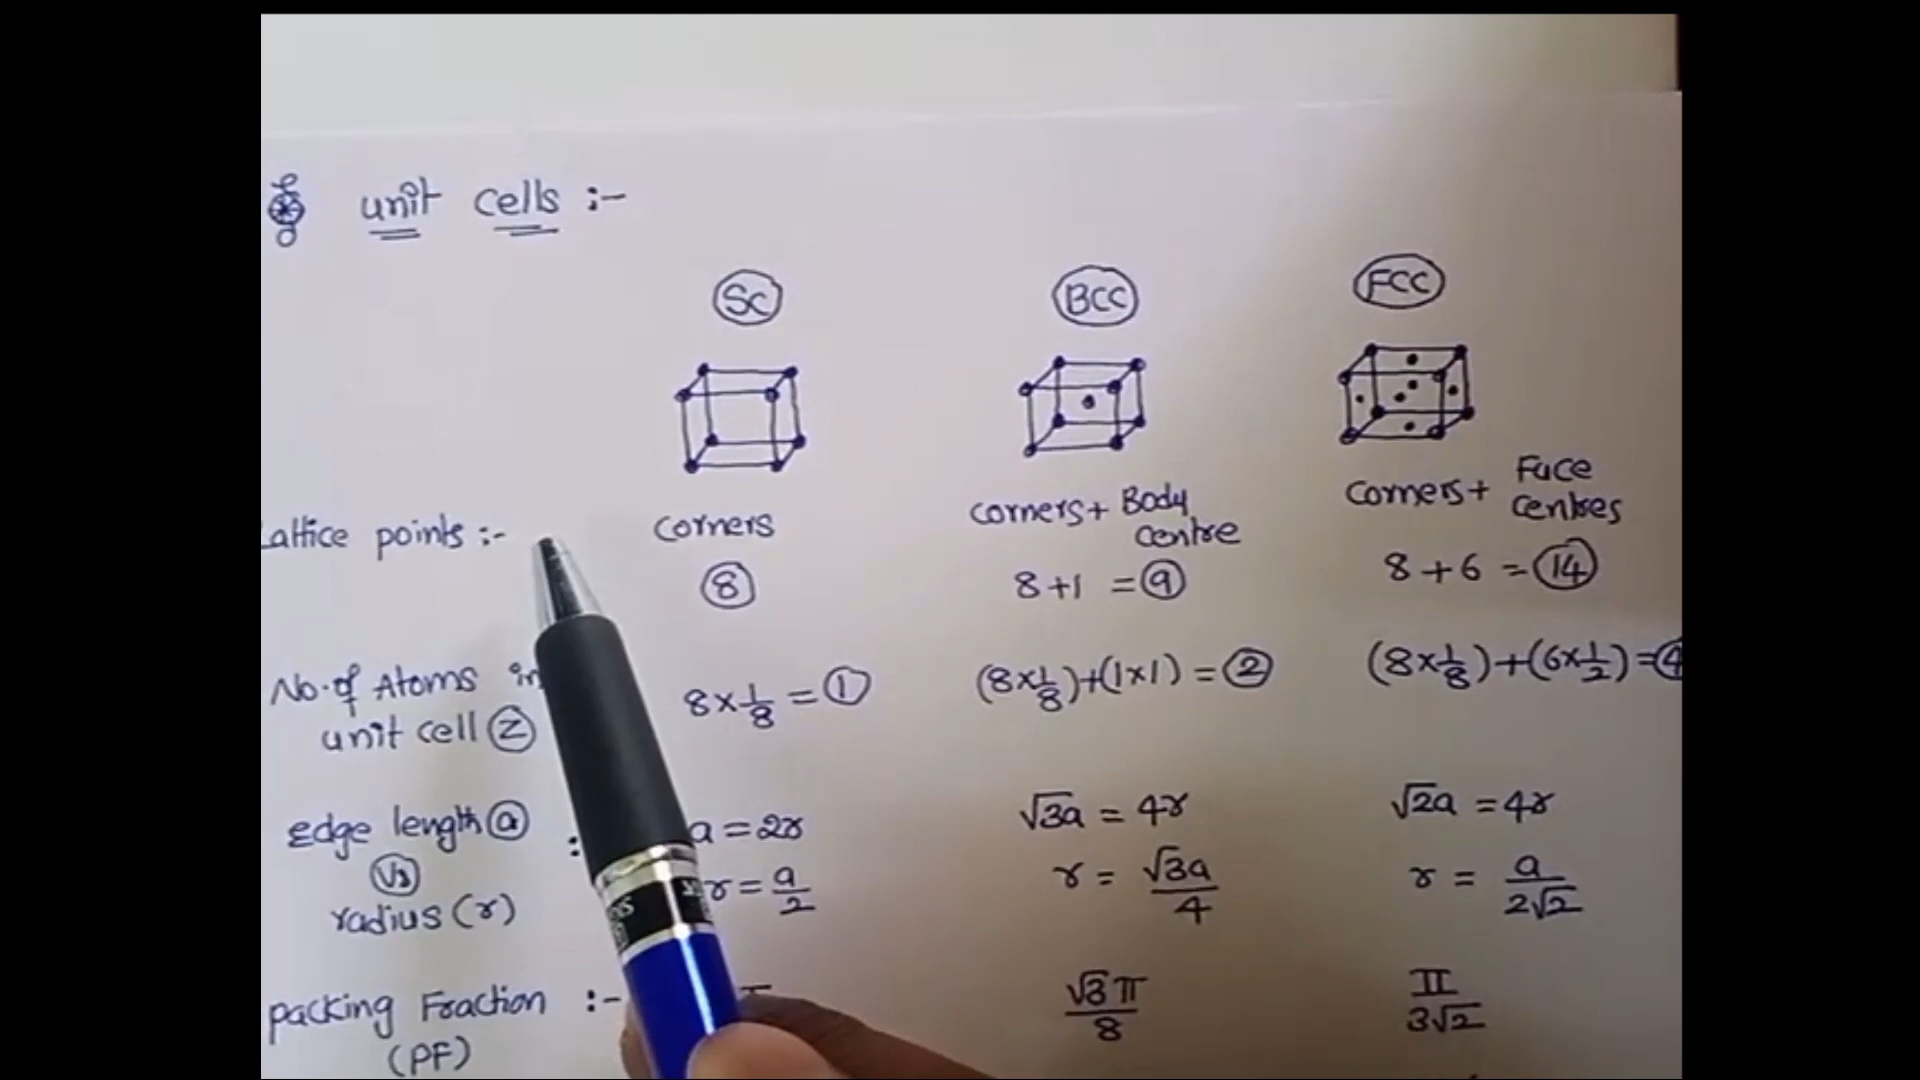 unit cells :-
SC BCC FCC
Lattice points :- corners corners + Body centre corners + Face centres
8 8+1 = 9 8+6 = 14
No. of Atoms in unit cell Z 8×1/8 = 1 (8×1/8)+(1×1) = 2 (8×1/8)+(6×1/2)=4
edge length a Vs radius (r) : a = 2r √3a = 4r √2a = 4r
r = a/2 r = √3a/4 r = a/2√2
packing Fraction (PF) :- √3π/8 π/3√2